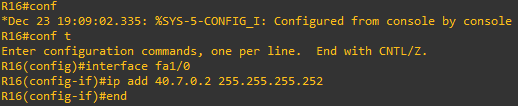 R16#conf
*Dec 23 19:09:02.335: %SYS-5-CONFIG_I: Configured from console by console
R16#conf t
Enter configuration commands, one per line.  End with CNTL/Z.
R16(config)#interface fa1/0
R16(config-if)#ip add 40.7.0.2 255.255.255.252
R16(config-if)#end